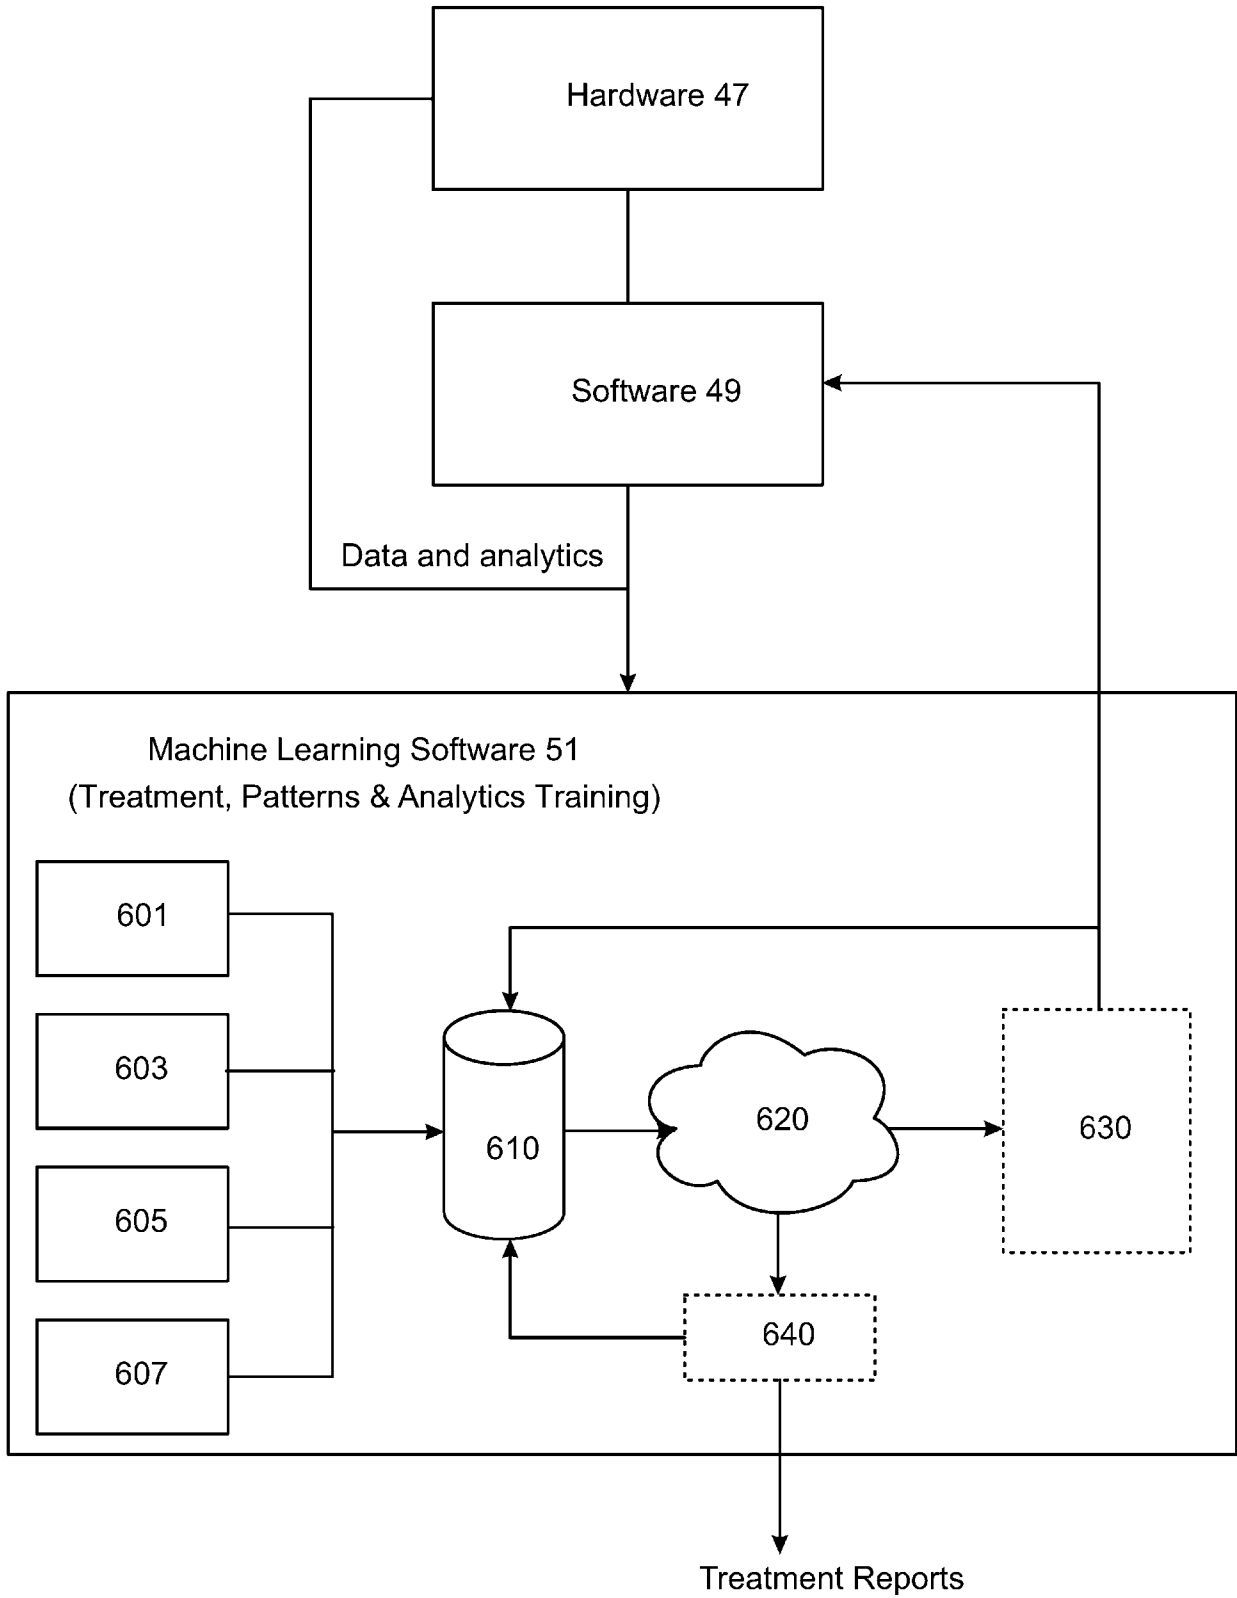 Hardware 47
Software 49
Data and analytics
Machine Learning Software 51
(Treatment, Patterns & Analytics Training)
601
603
605
607
610
620
630
640
Treatment Reports